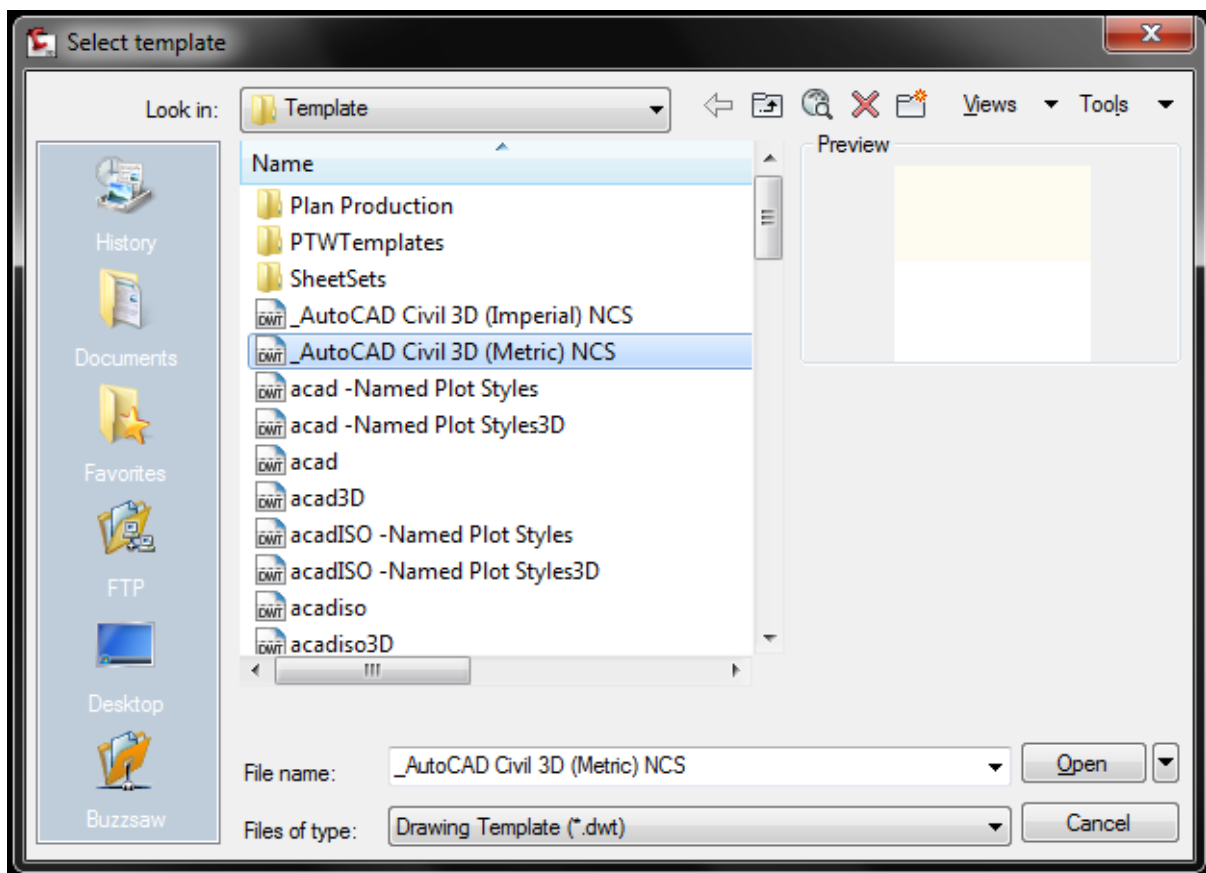 Select template
Look in: Template Views Tools
Name
Plan Production
PTWTemplates
SheetSets
_AutoCAD Civil 3D (Imperial) NCS
_AutoCAD Civil 3D (Metric) NCS
acad -Named Plot Styles
acad -Named Plot Styles3D
acad
acad3D
acadISO -Named Plot Styles
acadISO -Named Plot Styles3D
acadiso
acadiso3D
Preview
History
Documents
Favorites
FTP
Desktop
Buzzsaw
File name: _AutoCAD Civil 3D (Metric) NCS Open
Files of type: Drawing Template (*.dwt) Cancel